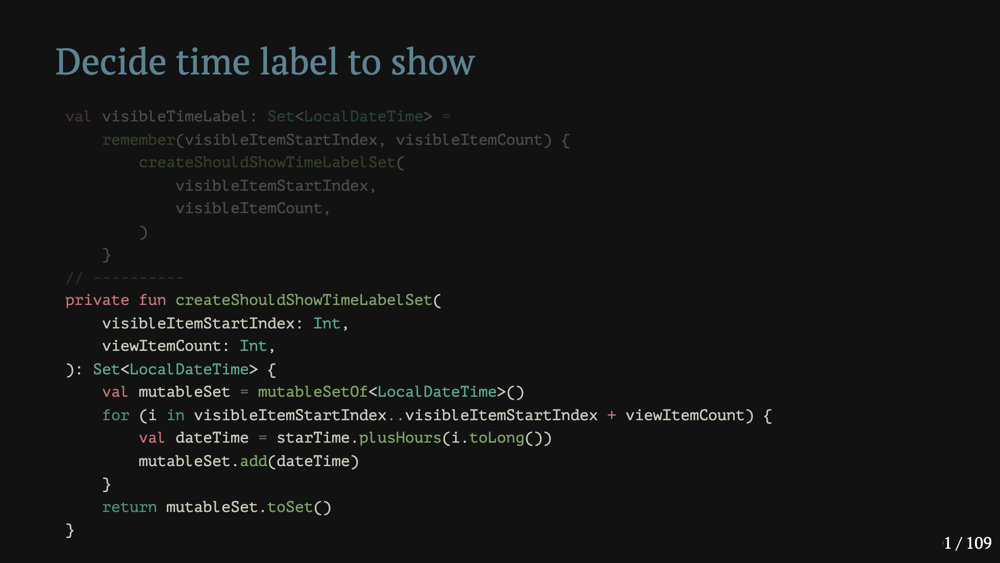 Decide time label to show
val visibleTimeLabel: Set<LocalDateTime> =
    remember(visibleItemStartIndex, visibleItemCount) {
        createShouldShowTimeLabelSet(
            visibleItemStartIndex,
            visibleItemCount,
        )
    }
// ----------
private fun createShouldShowTimeLabelSet(
    visibleItemStartIndex: Int,
    viewItemCount: Int,
): Set<LocalDateTime> {
    val mutableSet = mutableSetOf<LocalDateTime>()
    for (i in visibleItemStartIndex..visibleItemStartIndex + viewItemCount) {
        val dateTime = starTime.plusHours(i.toLong())
        mutableSet.add(dateTime)
    }
    return mutableSet.toSet()
}
1 / 109